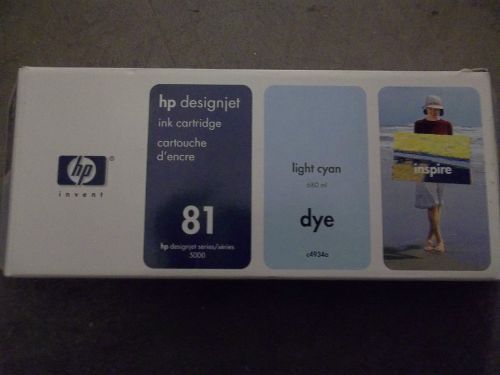 hp
®
invent
hp designjet
ink cartridge
cartouche
d'encre
81
hp designjet series/séries
5000
light cyan
680 ml
dye
c4934a
inspire